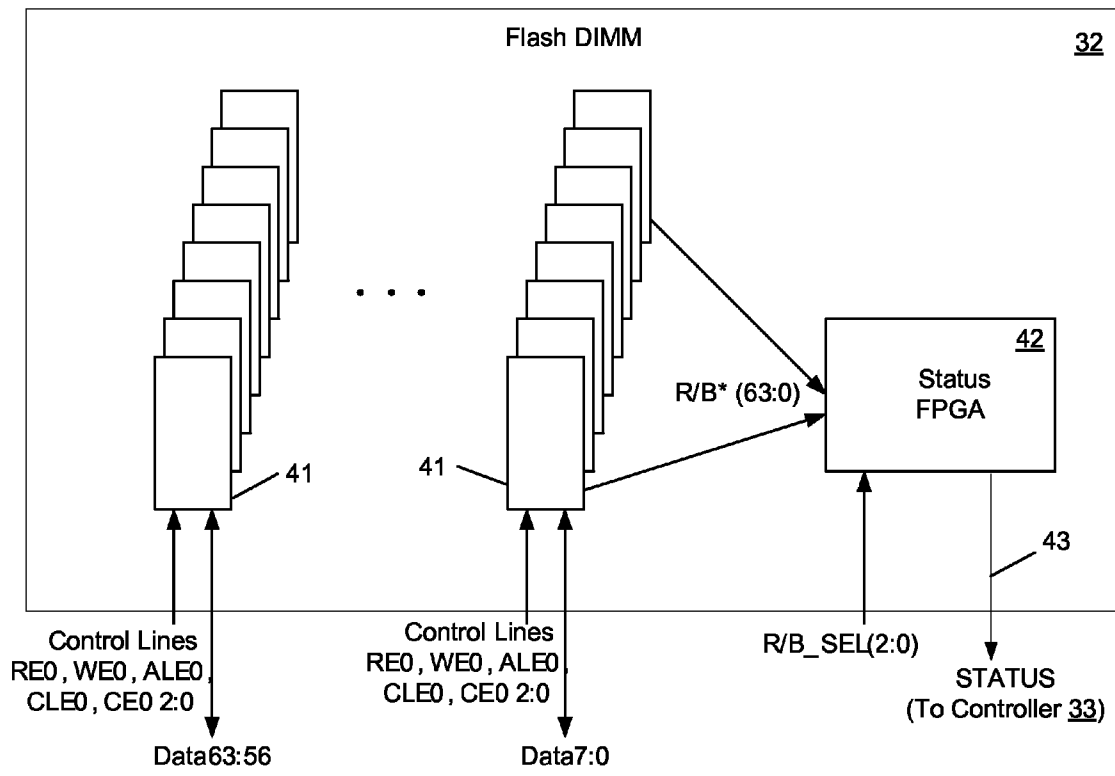 Flash DIMM
32
42
Status
FPGA
R/B* (63:0)
41
41
43
Control Lines
RE0, WE0, ALE0,
CLE0, CE0 2:0
Control Lines
RE0, WE0, ALE0,
CLE0, CE0 2:0
R/B_SEL(2:0)
STATUS
(To Controller 33)
Data63:56
Data7:0